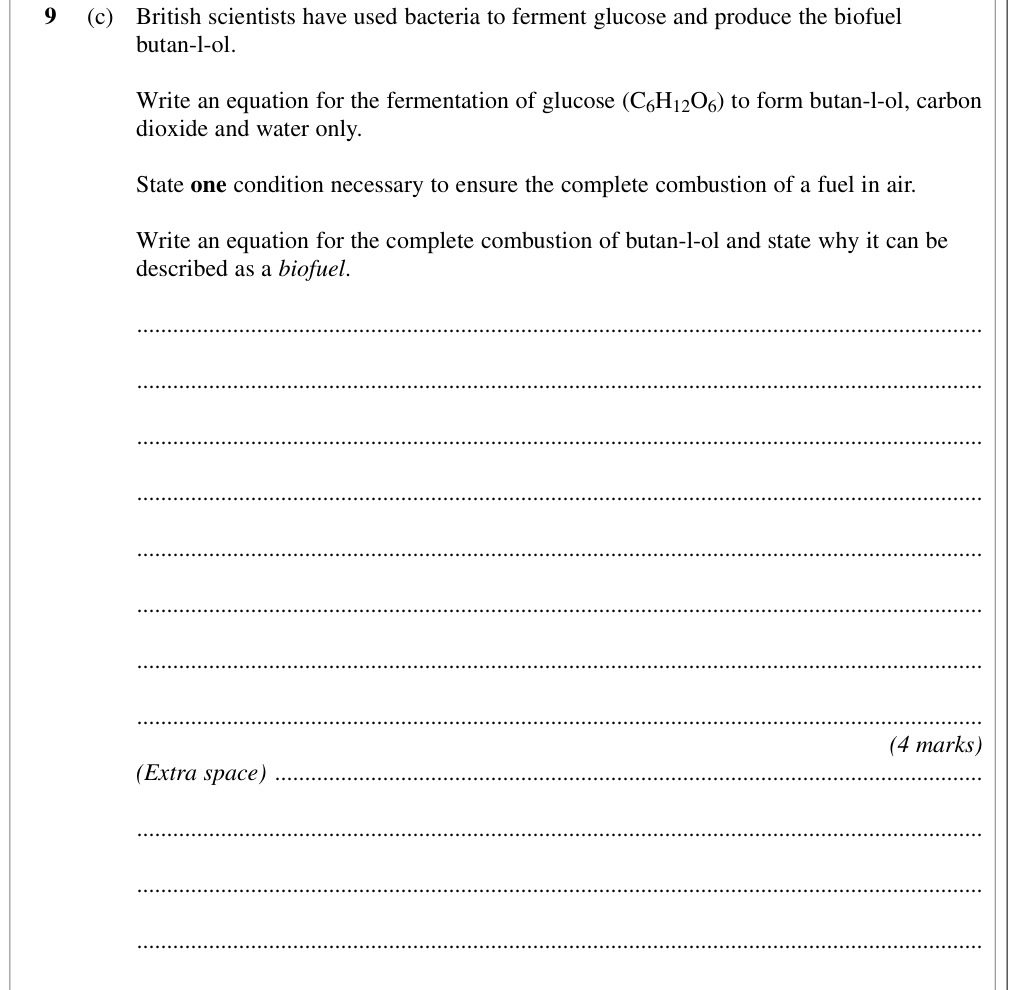 9 (c) British scientists have used bacteria to ferment glucose and produce the biofuel
butan-l-ol.
Write an equation for the fermentation of glucose (C₆H₁₂O₆) to form butan-l-ol, carbon
dioxide and water only.
State one condition necessary to ensure the complete combustion of a fuel in air.
Write an equation for the complete combustion of butan-l-ol and state why it can be
described as a biofuel.
(4 marks)
(Extra space)